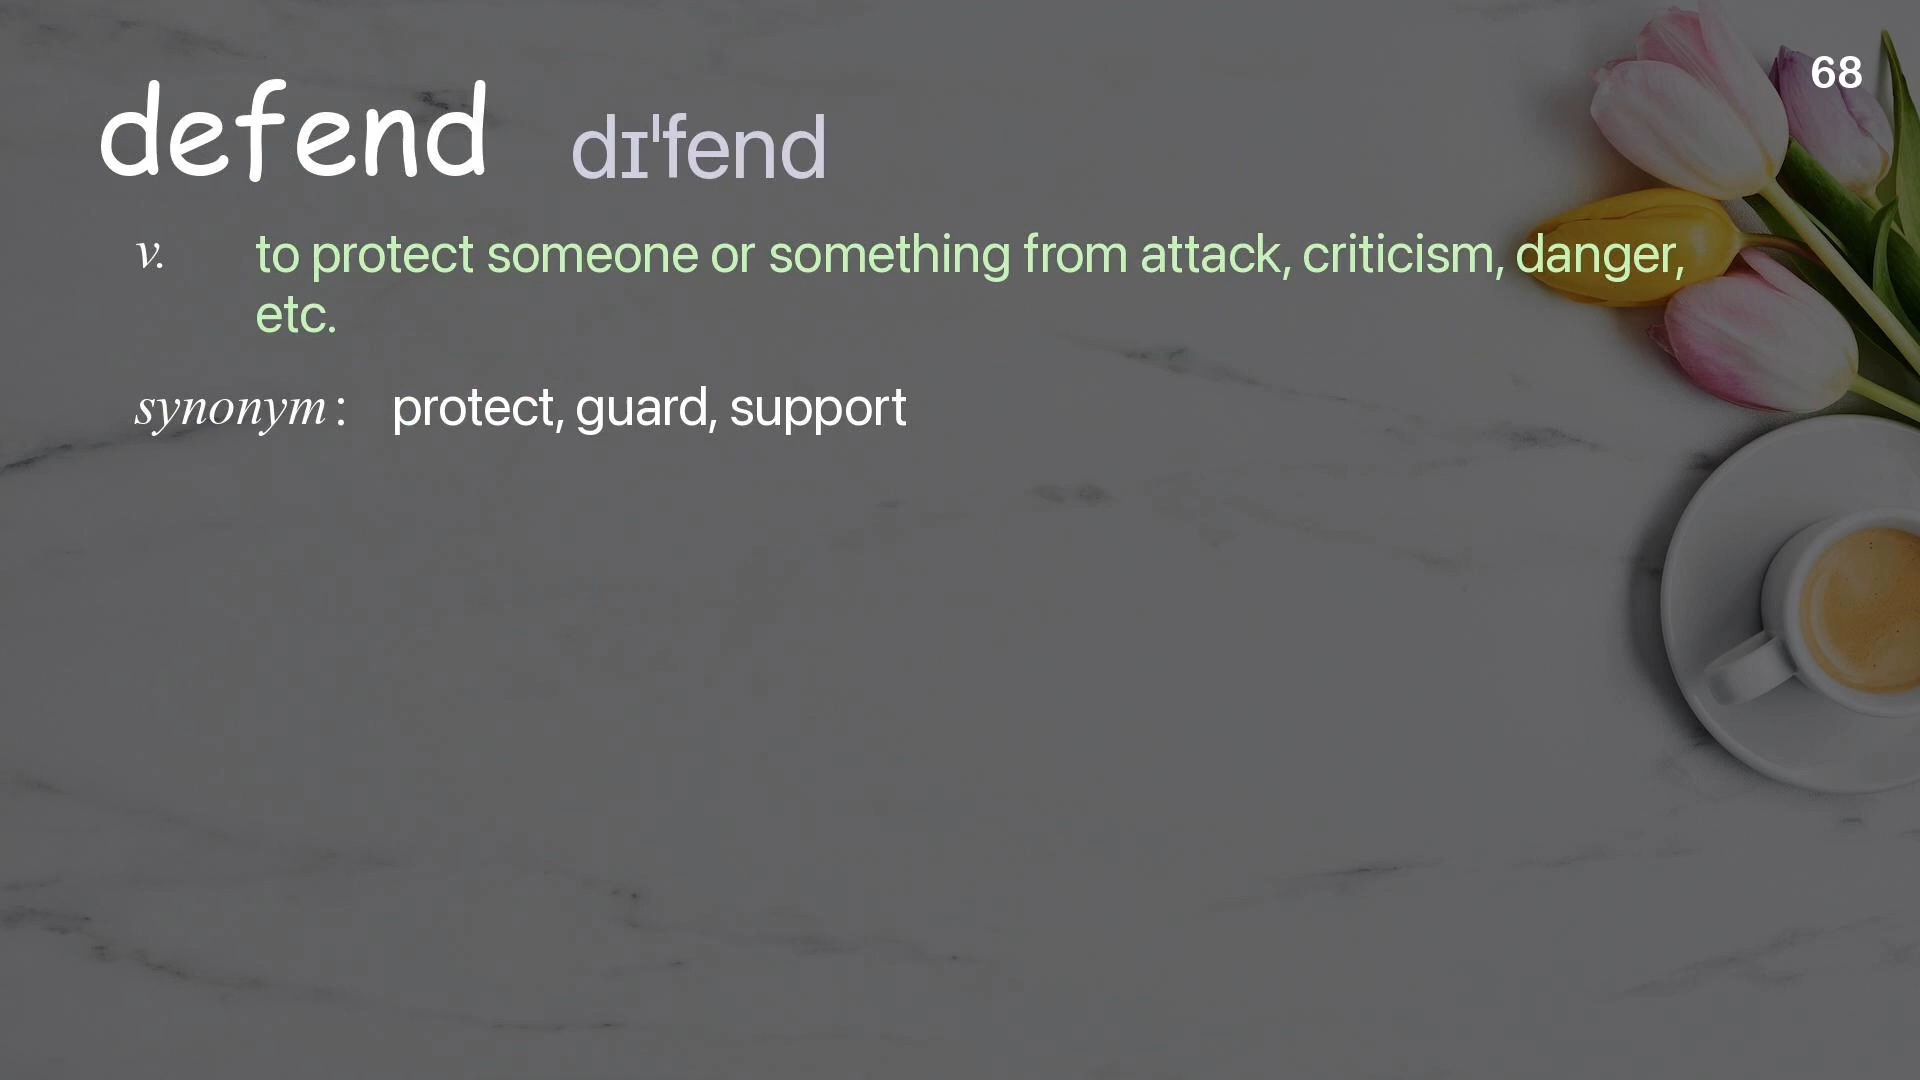 68
defend dɪˈfend
v. to protect someone or something from attack, criticism, danger,
etc.
synonym: protect, guard, support